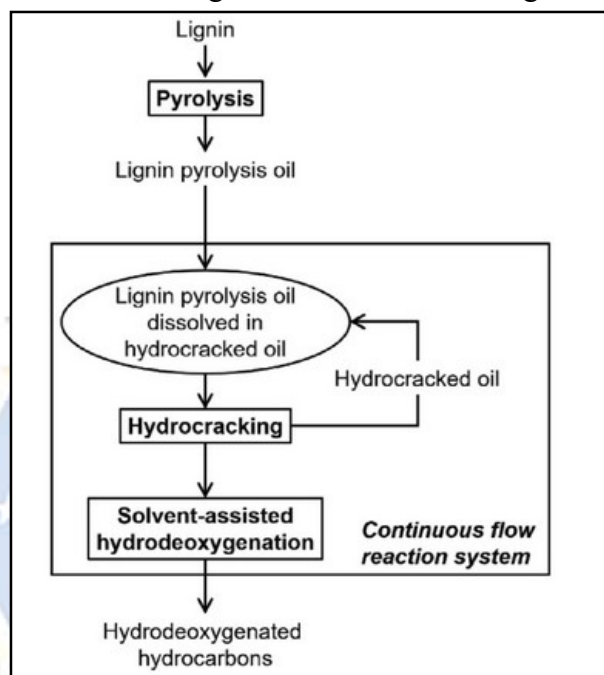 Lignin
Pyrolysis
Lignin pyrolysis oil
Lignin pyrolysis oil
dissolved in
hydrocracked oil
Hydrocracked oil
Hydrocracking
Solvent-assisted
hydrodeoxygenation
Continuous flow
reaction system
Hydrodeoxygenated
hydrocarbons